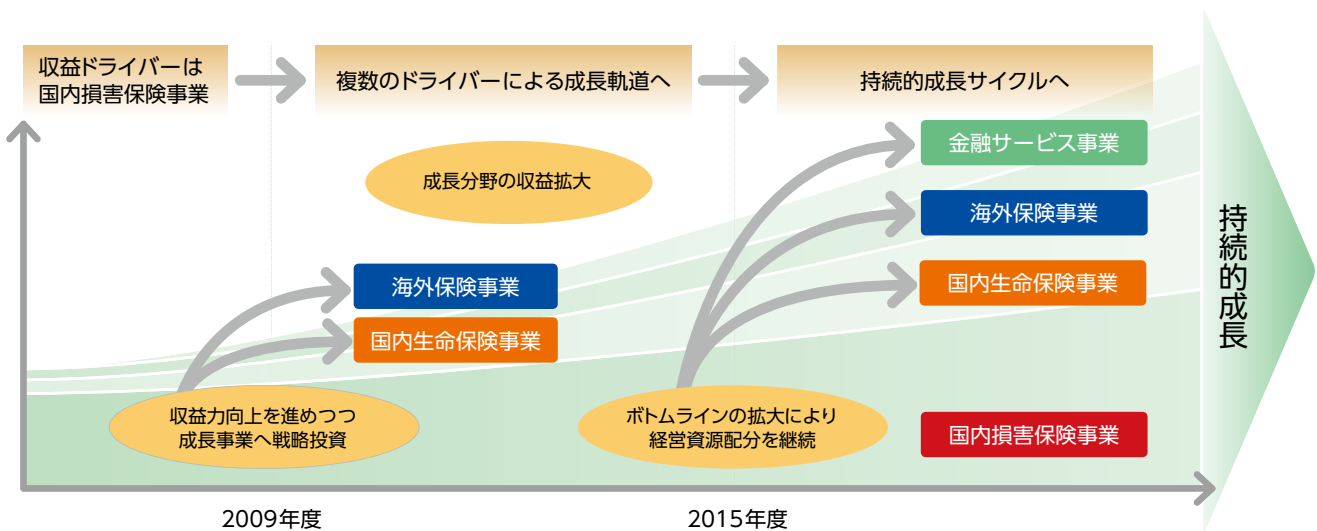 収益ドライバーは
国内損害保険事業
複数のドライバーによる成長軌道へ
持続的成長サイクルへ
金融サービス事業
成長分野の収益拡大
海外保険事業
国内生命保険事業
海外保険事業
国内生命保険事業
持続的成長
収益力向上を進めつつ
成長事業へ戦略投資
ボトムラインの拡大により
経営資源配分を継続
国内損害保険事業
2009年度
2015年度